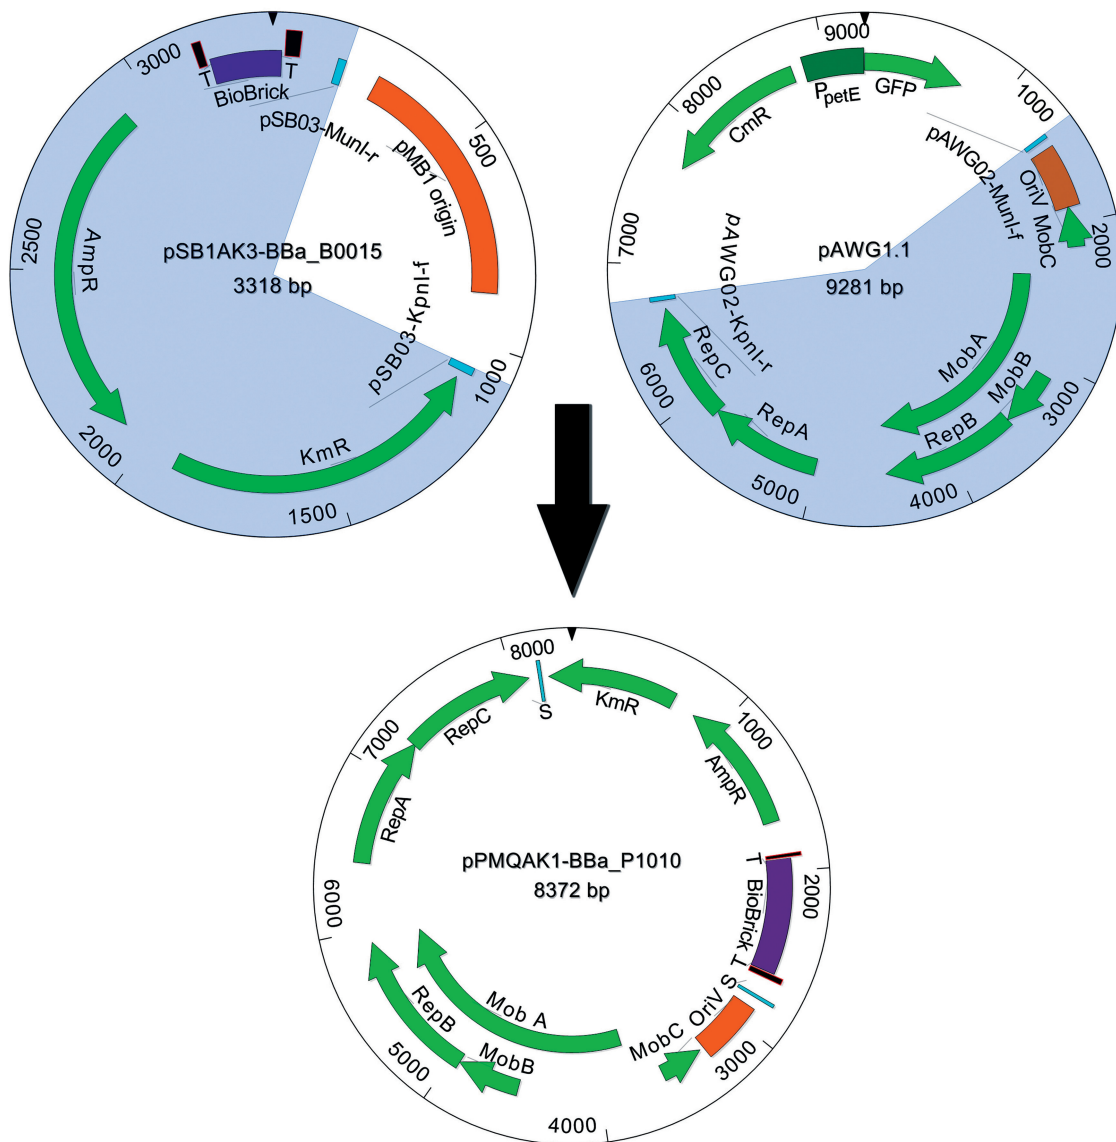 3000
T
BioBrick
T
pSB03-MunI-r
pMB1 origin
500
2500
AmpR
pSB1AK3-BBa_B0015
3318 bp
pSB03-KpnI-f
1000
KmR
2000
1500
9000
8000
CmR
PpetE
GFP
1000
pAWG02-MunI-f
OriV
MobC
2000
7000
pAWG02-KpnI-r
pAWG1.1
9281 bp
RepC
6000
MobA
MobB
3000
RepA
RepB
5000
4000
8000
S
KmR
RepC
7000
1000
AmpR
RepA
pPMQAK1-BBa_P1010
8372 bp
T
BioBrick
T
2000
6000
S
OriV
MobC
Mob A
RepB
MobB
3000
5000
4000